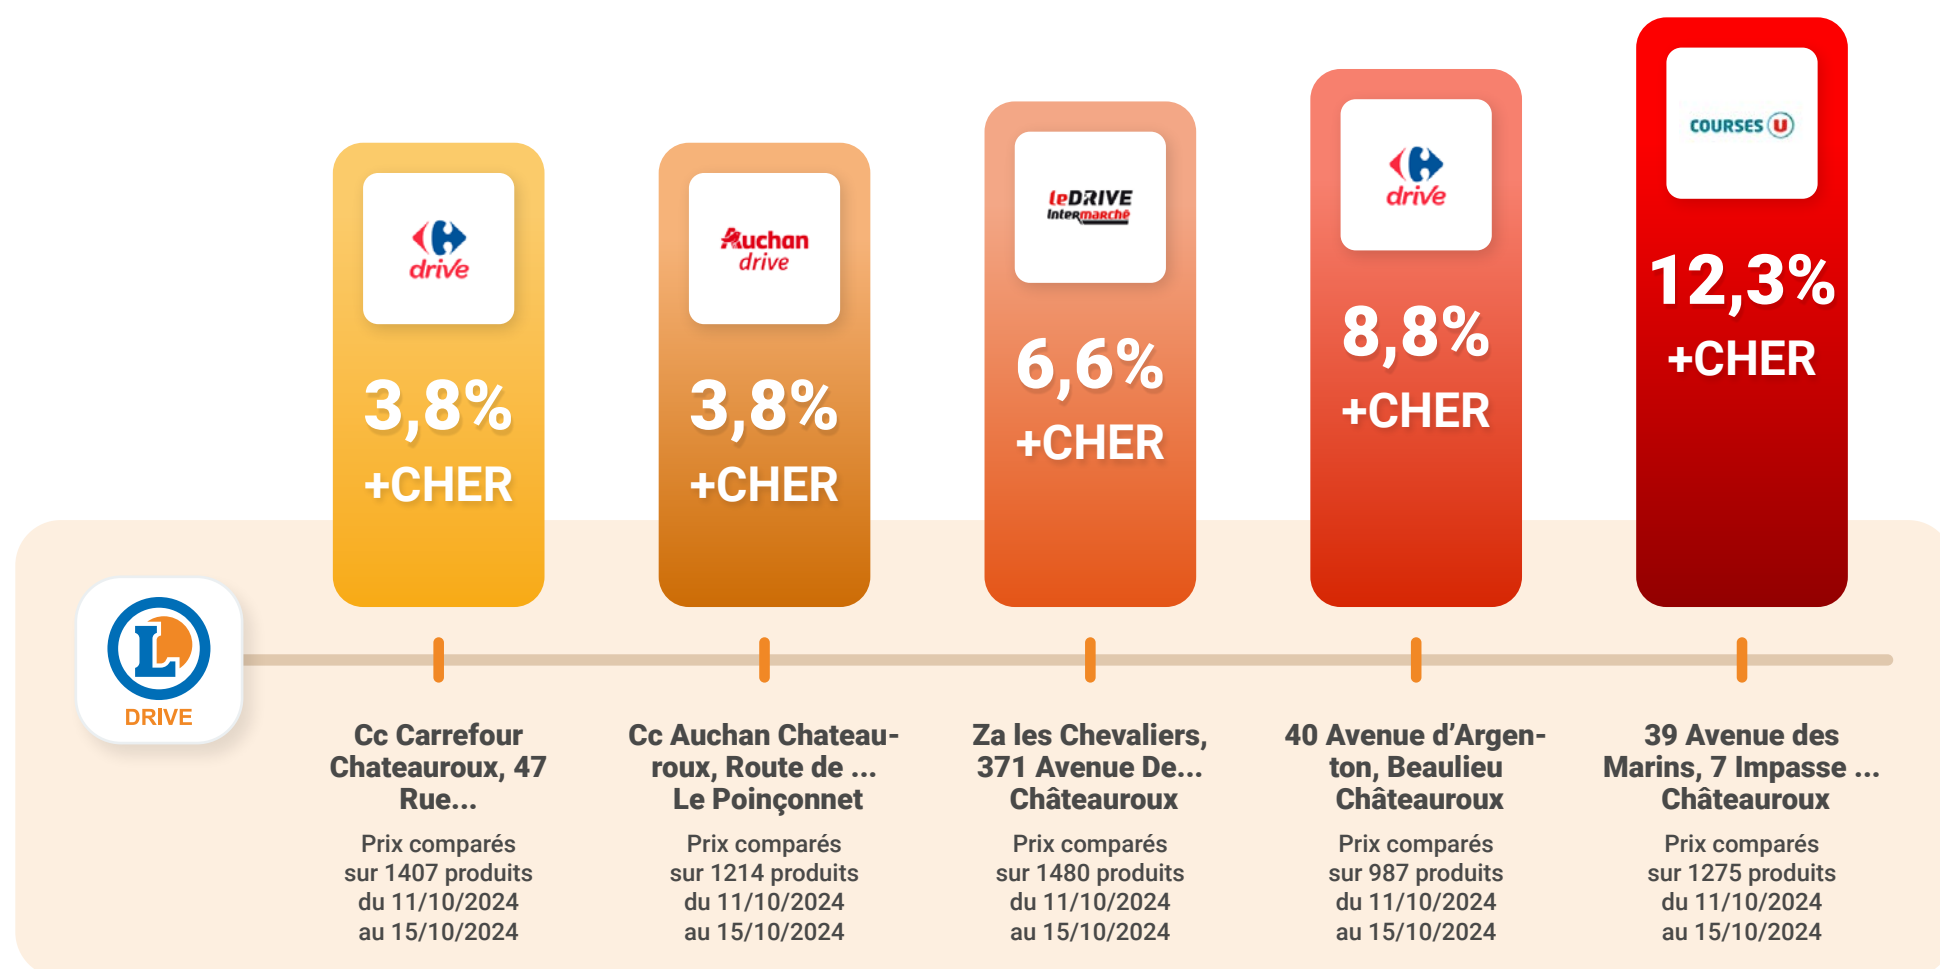 drive
3,8%
+CHER
Auchan
drive
3,8%
+CHER
leDRIVE
Intermarché
6,6%
+CHER
drive
8,8%
+CHER
COURSES U
12,3%
+CHER
L
DRIVE
Cc Carrefour
Chateauroux, 47
Rue...
Prix comparés
sur 1407 produits
du 11/10/2024
au 15/10/2024
Cc Auchan Chateau-
roux, Route de ...
Le Poinçonnet
Prix comparés
sur 1214 produits
du 11/10/2024
au 15/10/2024
Za les Chevaliers,
371 Avenue De...
Châteauroux
Prix comparés
sur 1480 produits
du 11/10/2024
au 15/10/2024
40 Avenue d’Argen-
ton, Beaulieu
Châteauroux
Prix comparés
sur 987 produits
du 11/10/2024
au 15/10/2024
39 Avenue des
Marins, 7 Impasse ...
Châteauroux
Prix comparés
sur 1275 produits
du 11/10/2024
au 15/10/2024